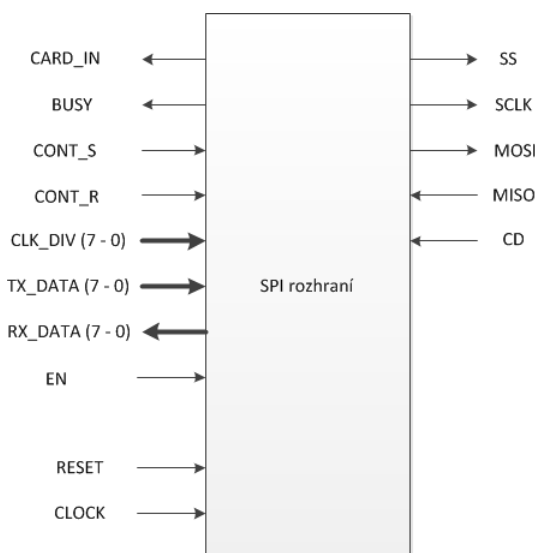 CARD_IN
BUSY
CONT_S
CONT_R
CLK_DIV (7 - 0)
TX_DATA (7 - 0)
RX_DATA (7 - 0)
EN
RESET
CLOCK
SPI rozhraní
SS
SCLK
MOSI
MISO
CD